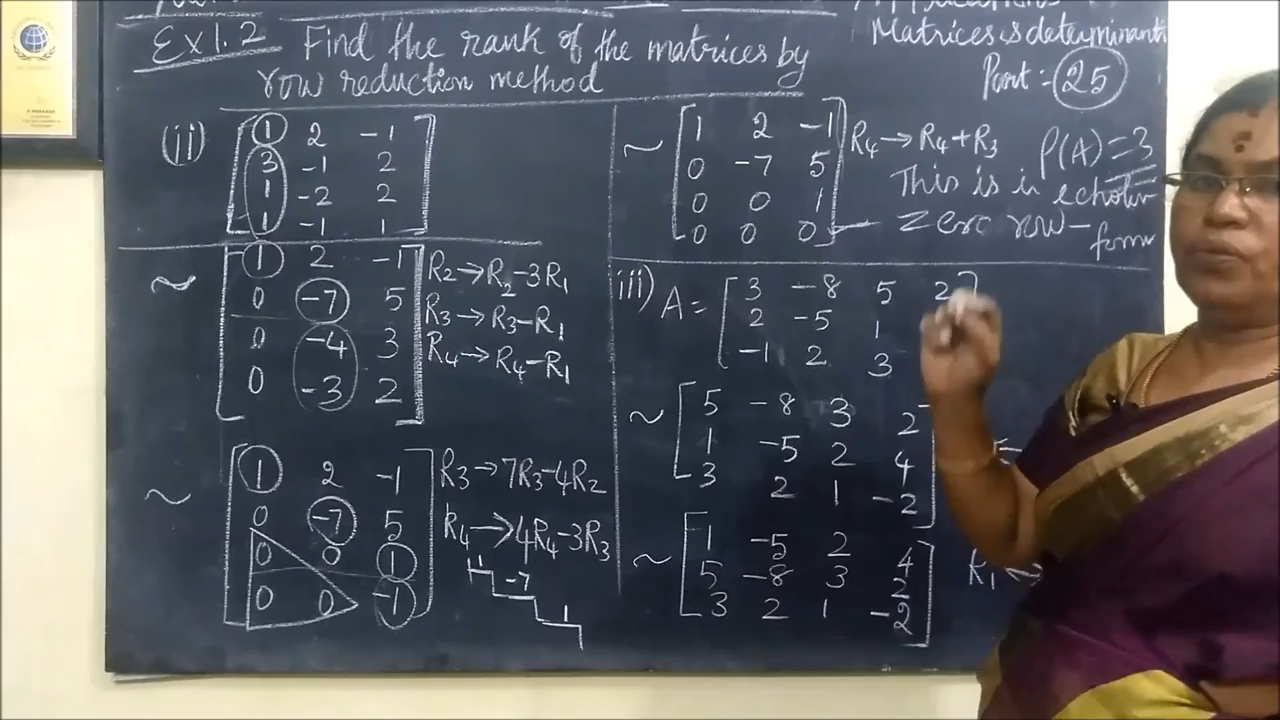 Matrices & determinants
Ex 1.2 Find the rank of the matrices by
row reduction method
Part = 25
(ii) 1 2 -1
3 -1 2
1 -2 2
1 -1 1
~ 1 2 -1 R2→R2-3R1
0 -7 5 R3→R3-R1
0 -4 3 R4→R4-R1
0 -3 2
~ 1 2 -1 R3→7R3-4R2
0 -7 5 R4→4R4-3R3
0 0 1
0 0 -1
1
-7
1
~ 1 2 -1 R4→R4+R3
0 -7 5
0 0 1
0 0 0
ρ(A)=3
This is in echolon
zero row- form
iii) A = 3 -8 5 2
2 -5 1
-1 2 3
~ 5 -8 3 2
1 -5 2 4
3 2 1 -2
~ 1 -5 2 4
5 -8 3 2
3 2 1 -2
R1↔